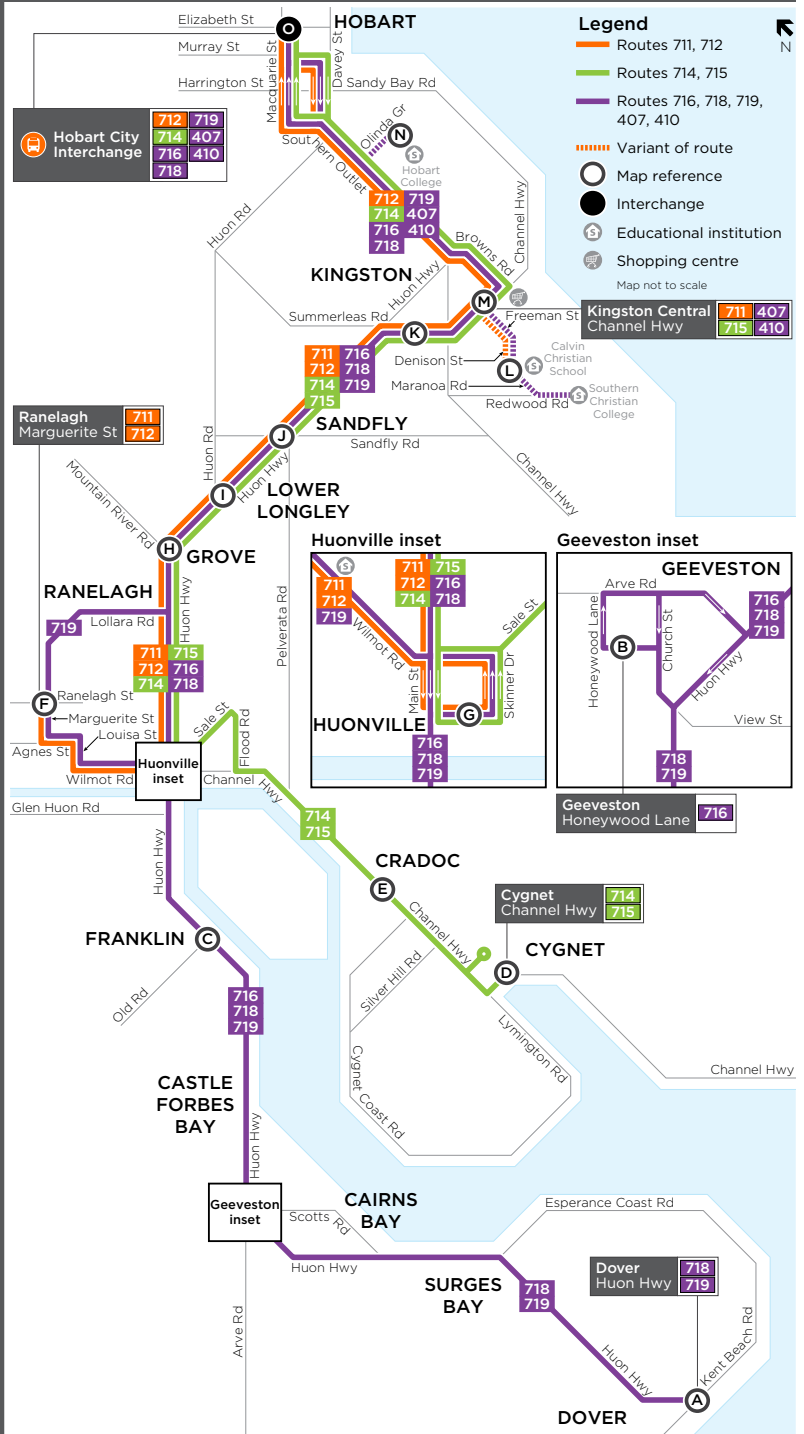 Elizabeth St
O
HOBART
Murray St
Harrington St
Macquarie St
Davey St
Sandy Bay Rd
Legend
Routes 711, 712
Routes 714, 715
Routes 716, 718, 719,
407, 410
Variant of route
Map reference
Interchange
Educational institution
Shopping centre
Map not to scale
N
Hobart City
Interchange
712 719
714 407
716 410
718
Olinda Gr
N
S
Hobart
College
Southern Outlet
Huon Rd
Channel Hwy
712 719
714 407
716 410
718
Browns Rd
KINGSTON
Huon Hwy
M
Summerleas Rd
K
Freeman St
Kingston Central
Channel Hwy
711 407
715 410
Denison St
Calvin
Christian
School
S
L
Maranoa Rd
Redwood Rd
S
Southern
Christian
College
711 716
712 718
714 719
715
Ranelagh
Marguerite St
711
712
SANDFLY
J
Huon Rd
Sandfly Rd
Channel Hwy
Huon Hwy
Mountain River Rd
I
LOWER
LONGLEY
H
GROVE
RANELAGH
Huon Hwy
Pelverata Rd
719
Lollara Rd
711 715
712 716
714 718
F
Ranelagh St
Marguerite St
Louisa St
Agnes St
Wilmot Rd
Sale St
Flood Rd
Huonville
inset
Channel Hwy
Glen Huon Rd
Huonville inset
S
711
712
719
711 715
712 716
714 718
Wilmot Rd
Sale St
Main St
Skinner Dr
G
HUONVILLE
716
718
719
Geeveston inset
GEEVESTON
Arve Rd
716
718
719
Honeywood Lane
B
Church St
Huon Hwy
View St
718
719
Geeveston
Honeywood Lane
716
714
715
Huon Hwy
CRADOC
E
Cygnet
Channel Hwy
714
715
FRANKLIN
C
Channel Hwy
CYGNET
D
Old Rd
Silver Hill Rd
716
718
719
Lymington Rd
Channel Hwy
CASTLE
FORBES
BAY
Cygnet Coast Rd
Huon Hwy
Geeveston
inset
CAIRNS
BAY
Scotts Rd
Esperance Coast Rd
Huon Hwy
Dover
Huon Hwy
718
719
SURGES
BAY
718
719
Arve Rd
Huon Hwy
Kent Beach Rd
A
DOVER